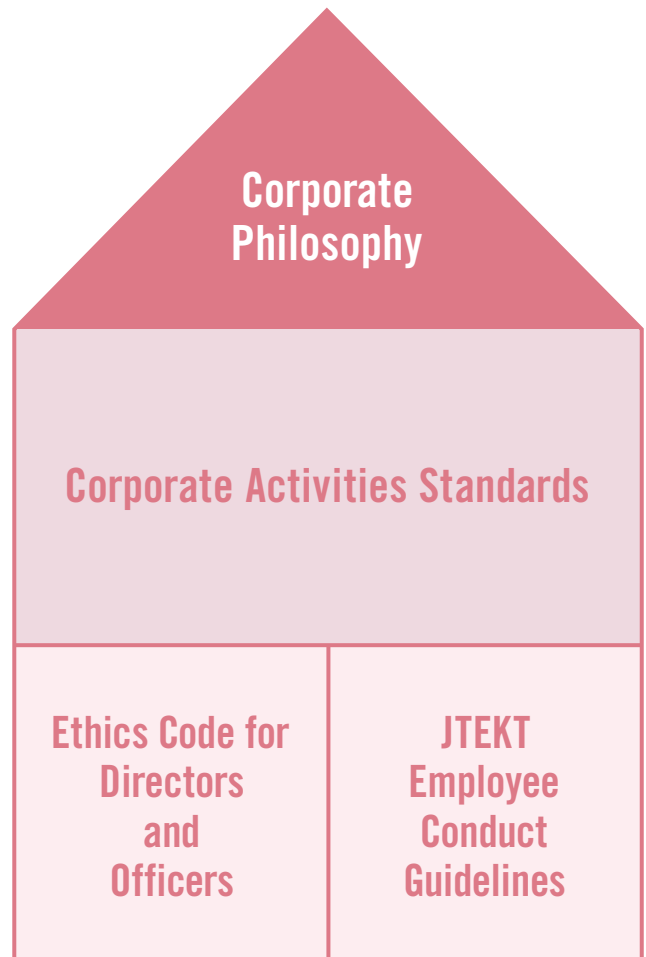 Corporate
Philosophy
Corporate Activities Standards
Ethics Code for
Directors
and
Officers
JTEKT
Employee
Conduct
Guidelines